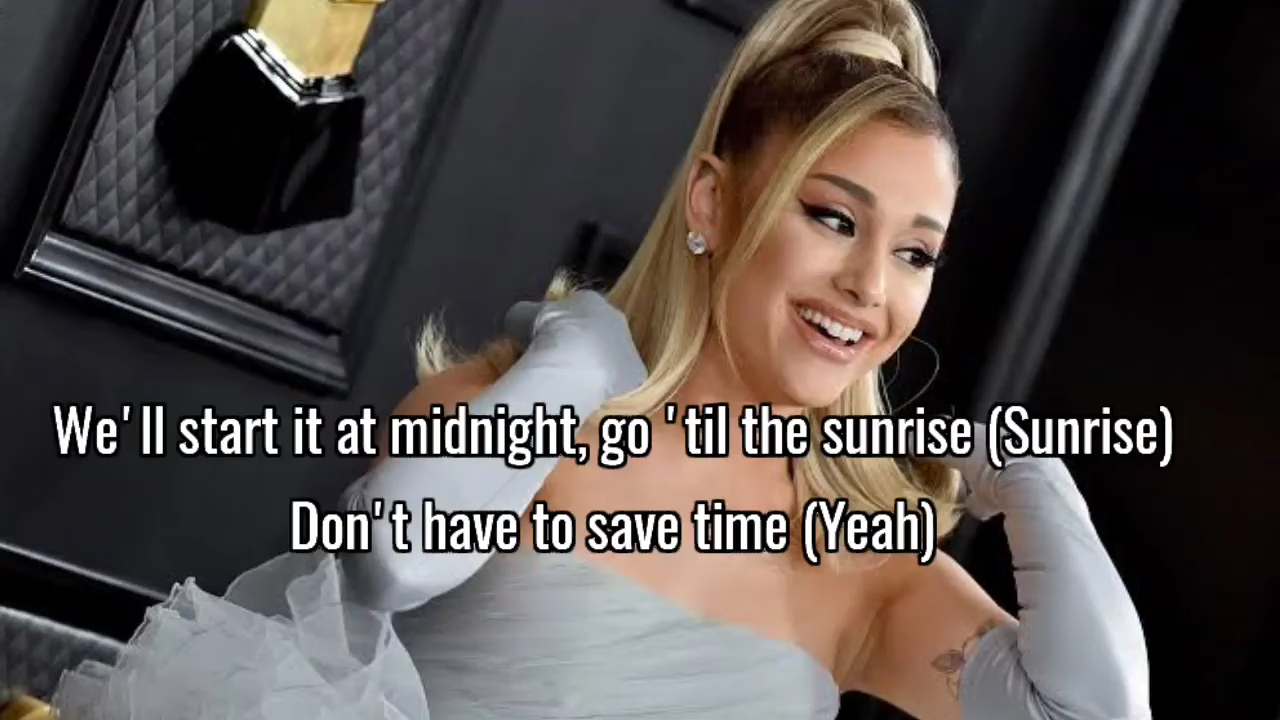 We'll start it at midnight, go 'til the sunrise (Sunrise)
Don't have to save time (Yeah)